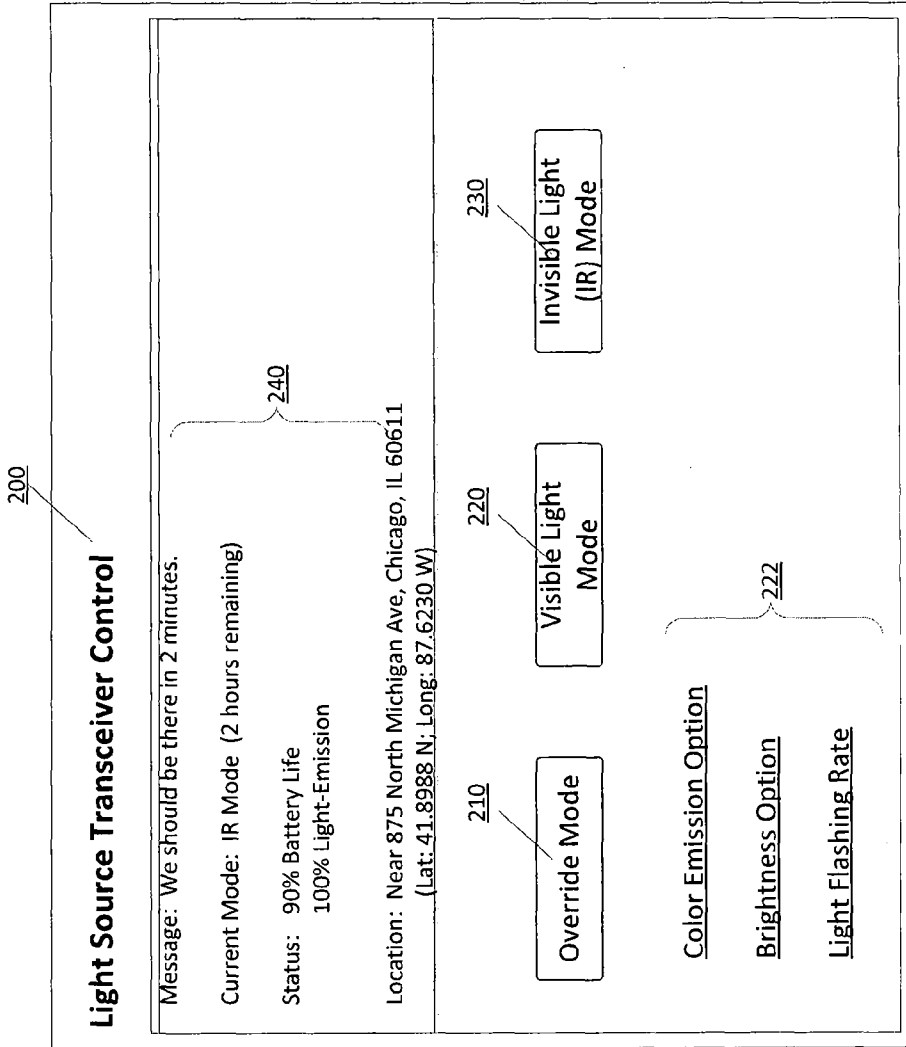 200
Light Source Transceiver Control
Message: We should be there in 2 minutes.
Current Mode: IR Mode (2 hours remaining)
240
Status: 90% Battery Life
100% Light-Emission
Location: Near 875 North Michigan Ave, Chicago, IL 60611
(Lat: 41.8988 N; Long: 87.6230 W)
210
220
230
Override Mode
Visible Light
Mode
Invisible Light
(IR) Mode
Color Emission Option
222
Brightness Option
Light Flashing Rate